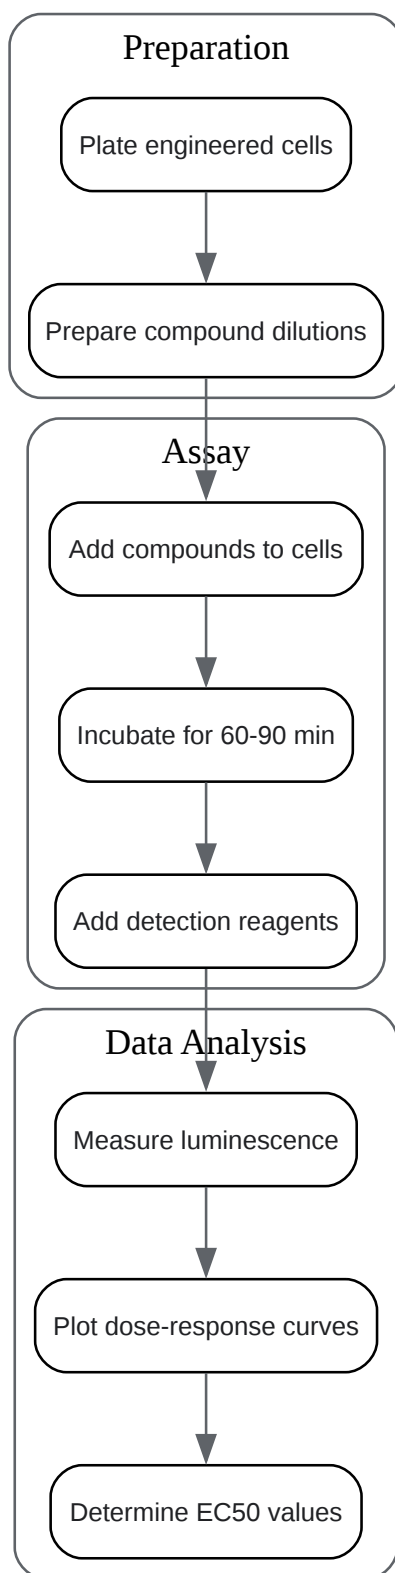 Preparation
Plate engineered cells
Prepare compound dilutions
Assay
Add compounds to cells
Incubate for 60-90 min
Add detection reagents
Data Analysis
Measure luminescence
Plot dose-response curves
Determine EC50 values